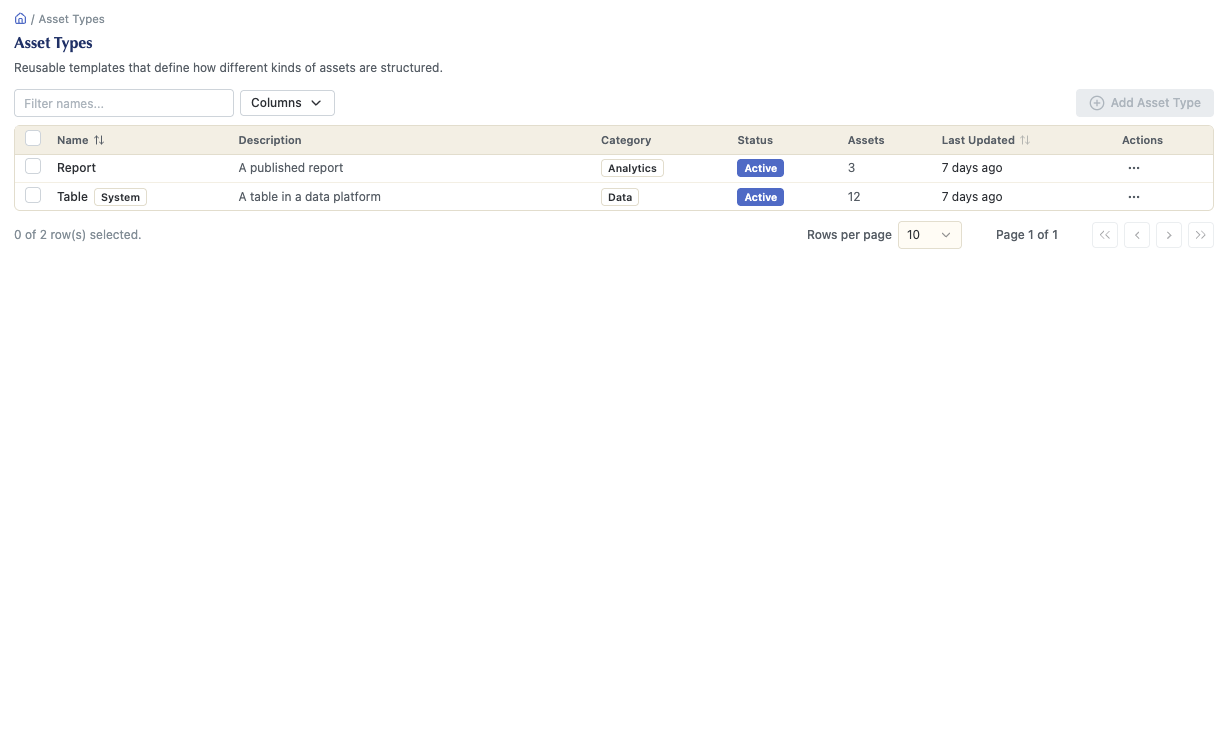 / Asset Types
Asset Types
Reusable templates that define how different kinds of assets are structured.
Filter names...
Columns
Add Asset Type
Name Description Category Status Assets Last Updated Actions
Report A published report Analytics Active 3 7 days ago ...
Table System A table in a data platform Data Active 12 7 days ago ...
0 of 2 row(s) selected.
Rows per page 10 Page 1 of 1